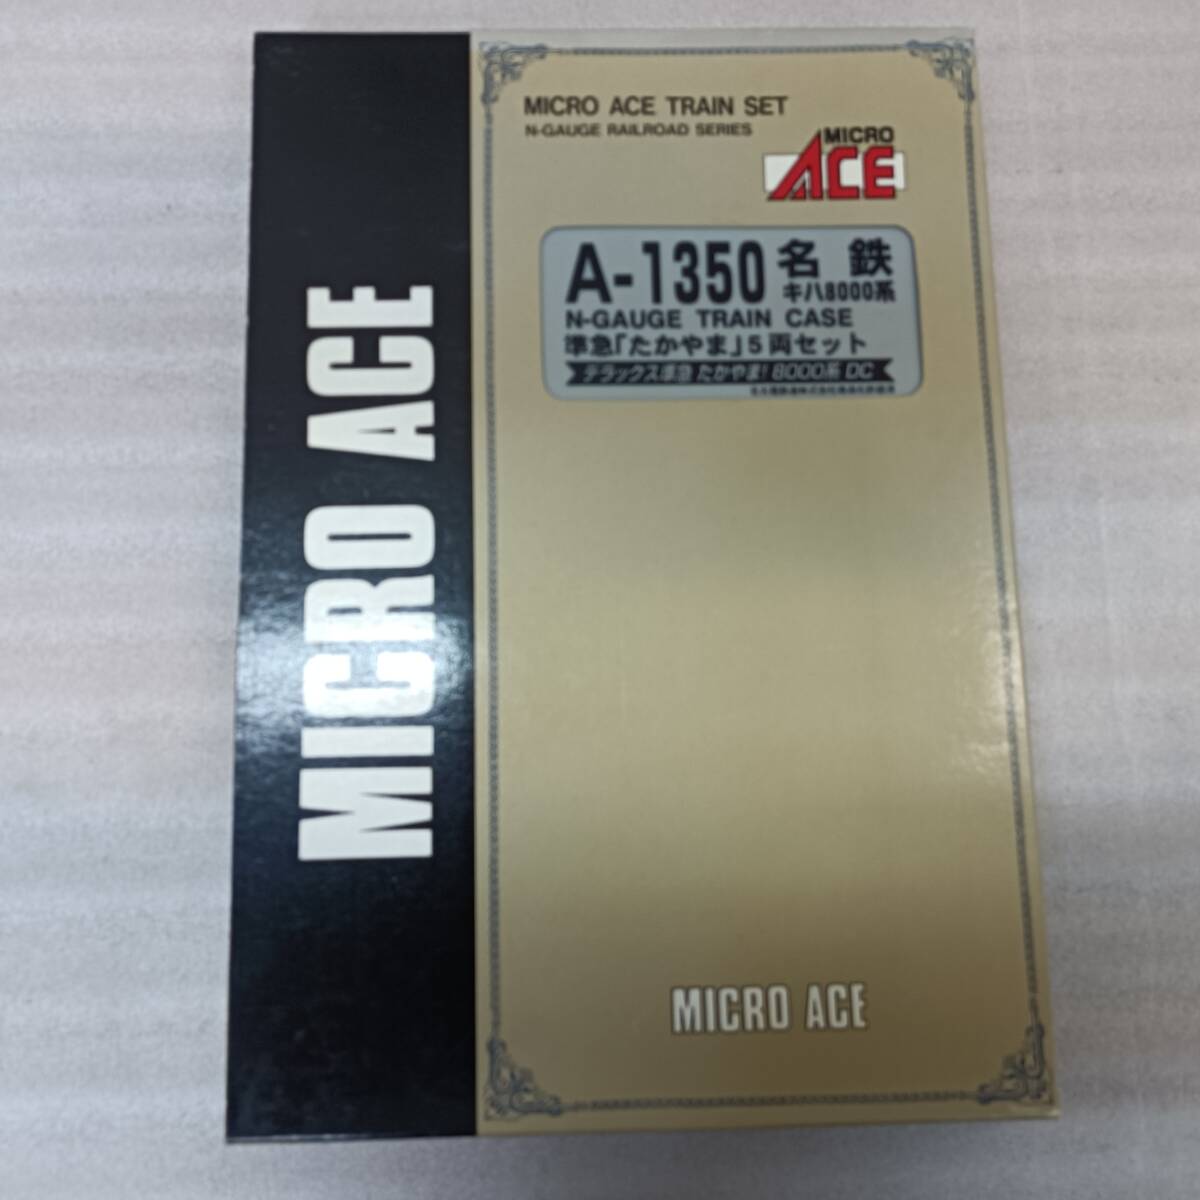 MICRO ACE
MICRO ACE TRAIN SET
N-GAUGE RAILROAD SERIES
MICRO
ACE
A-1350 名鉄
キハ8000系
N-GAUGE TRAIN CASE
準急「たかやま」5両セット
デラックス準急 たかやま! 8000系 DC
MICRO ACE